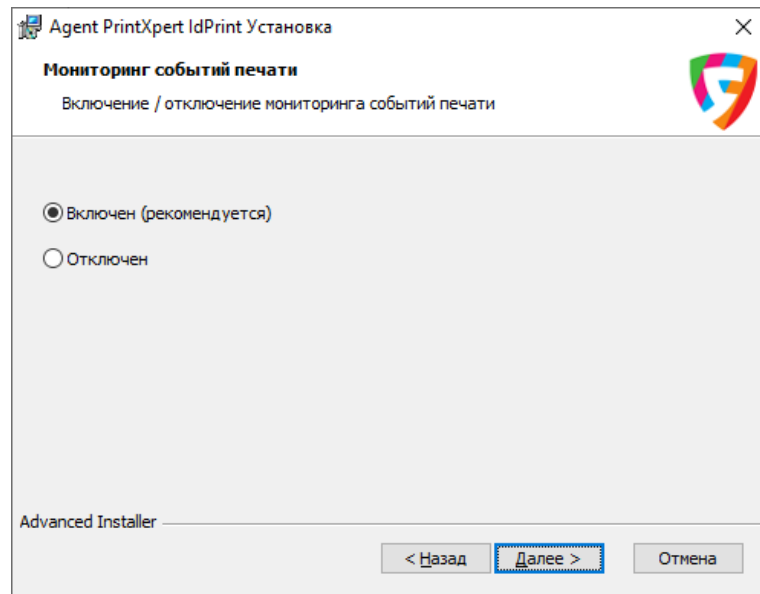 Agent PrintXpert IdPrint Установка
Мониторинг событий печати
Включение / отключение мониторинга событий печати
Включен (рекомендуется)
Отключен
Advanced Installer
< Назад
Далее >
Отмена